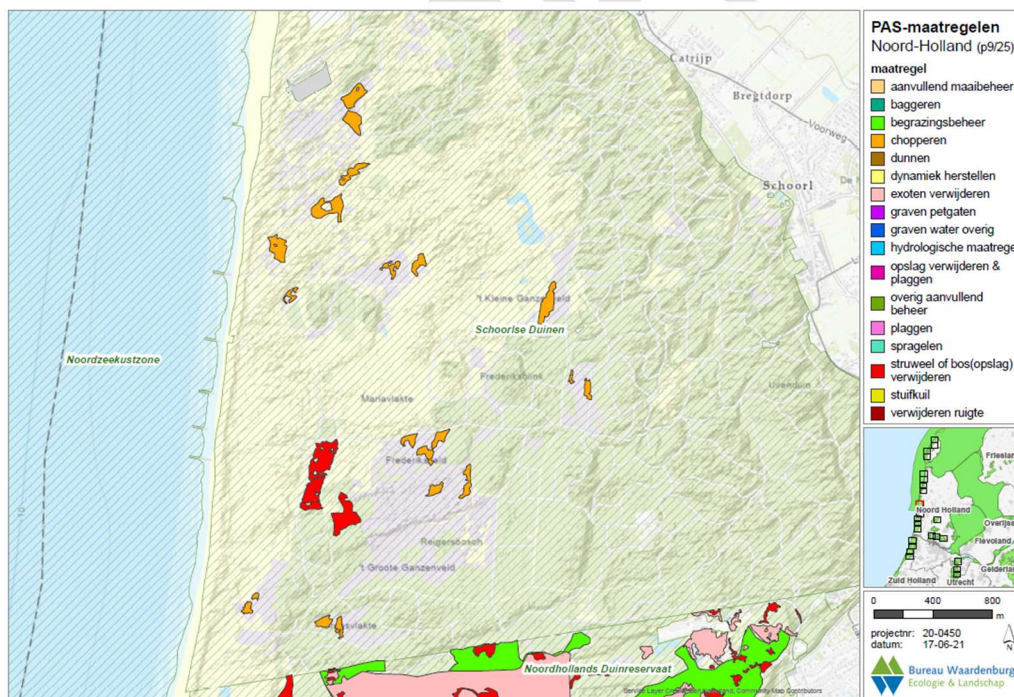 Catrijp
Bregtdorp
Voorweg
Schoorl
't Kleine Ganzenveld
Schoorlse Duinen
Noordzeekustzone
Frederiksblink
Uilenduin
Mariavlakte
Frederiksveld
-10
Reigersbosch
't Groote Ganzenveld
Noordhollands Duinreservaat
PAS-maatregelen
Noord-Holland (p9/25)
maatregel
aanvullend maaibeheer
baggeren
begrazingsbeheer
chopperen
dunnen
dynamiek herstellen
exoten verwijderen
graven petgaten
graven water overig
hydrologische maatrege
opslag verwijderen &
plaggen
overig aanvullend
beheer
plaggen
spragelen
struweel of bos(opslag)
verwijderen
stuifkuil
verwijderen ruigte
Frieslan
Noord Holland
Overijss
Flevoland
Gelderlan
Zuid Holland
Utrecht
0 400 800
m
projectnr: 20-0450
datum: 17-06-21
N
Bureau Waardenburg
Ecologie & Landschap